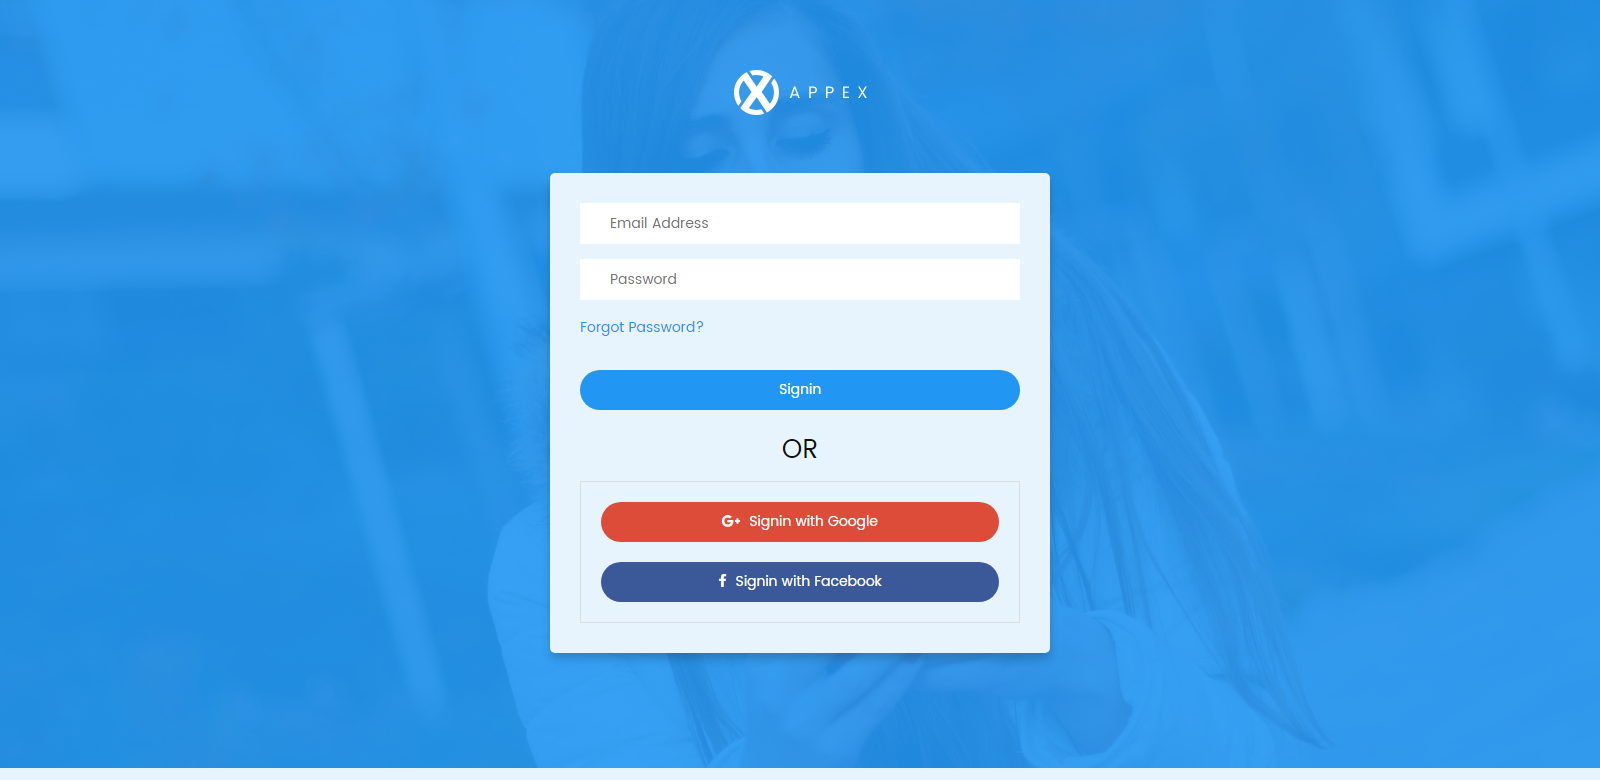 APPEX
Email Address
Password
Forgot Password?
Signin
OR
G+ Signin with Google
f Signin with Facebook